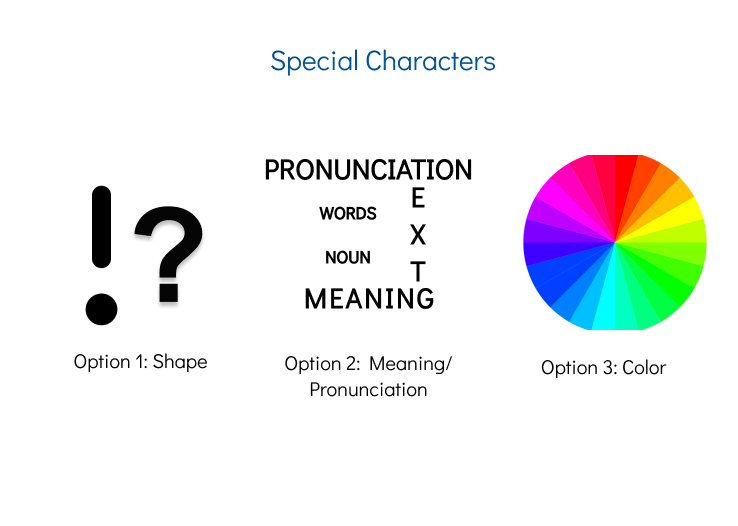 Special Characters
!?
PRONUNCIATION
E
WORDS
X
NOUN
T
MEANING
Option 1: Shape
Option 2: Meaning/
Pronunciation
Option 3: Color